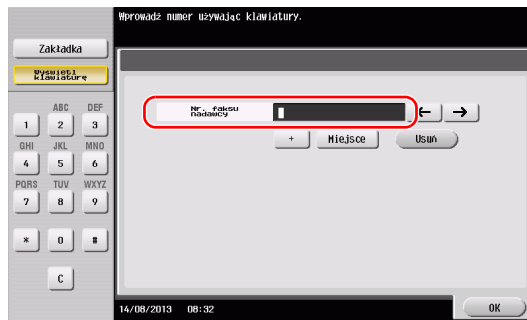 Wprowadź numer używając klawiatury.
Zakładka
Wyświetl
klawiaturę
Nr. faksu
nadawcy
← →
+ Miejsce Usuń
ABC DEF
1 2 3
GHI JKL MNO
4 5 6
PQRS TUV WXYZ
7 8 9
* 0 #
C
14/08/2013 08:32
OK